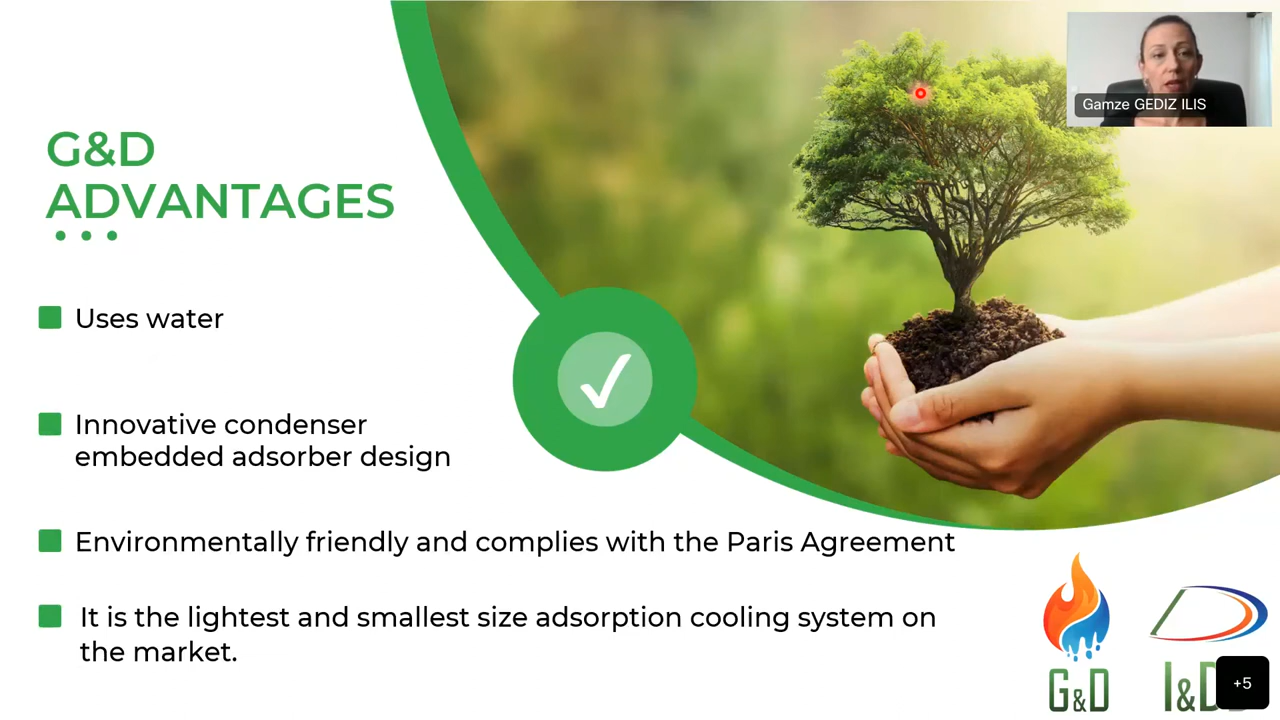 Gamze GEDIZ ILIS
G&D
ADVANTAGES
Uses water
Innovative condenser
embedded adsorber design
Environmentally friendly and complies with the Paris Agreement
It is the lightest and smallest size adsorption cooling system on
the market.
G&D
I&D
+5